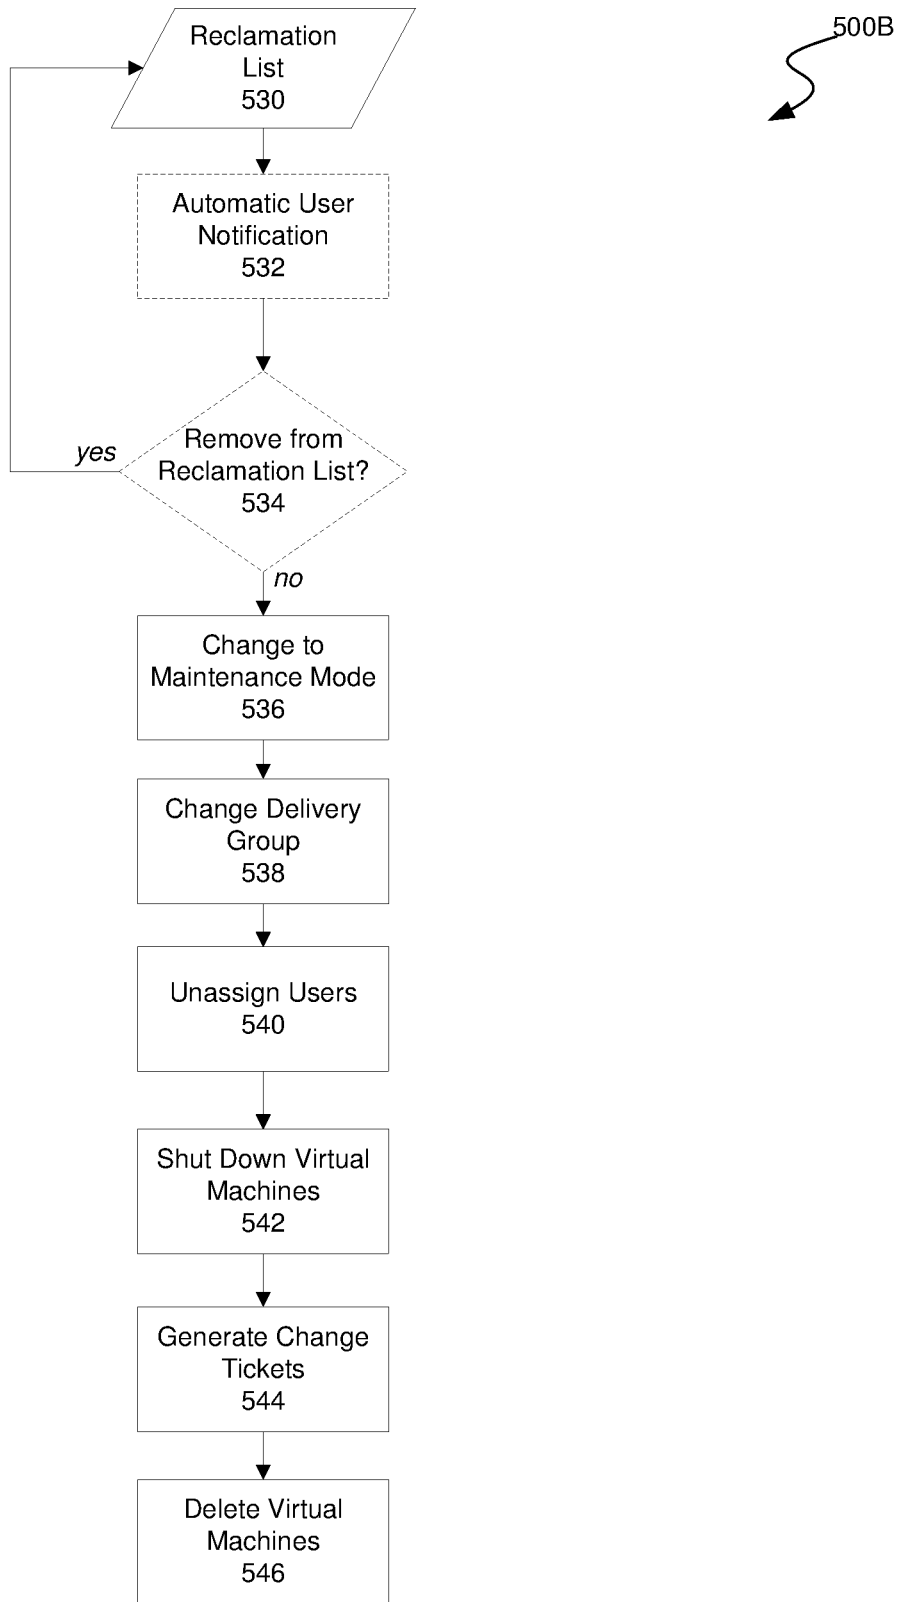 500B
Reclamation
List
530
Automatic User
Notification
532
yes
Remove from
Reclamation List?
534
no
Change to
Maintenance Mode
536
Change Delivery
Group
538
Unassign Users
540
Shut Down Virtual
Machines
542
Generate Change
Tickets
544
Delete Virtual
Machines
546